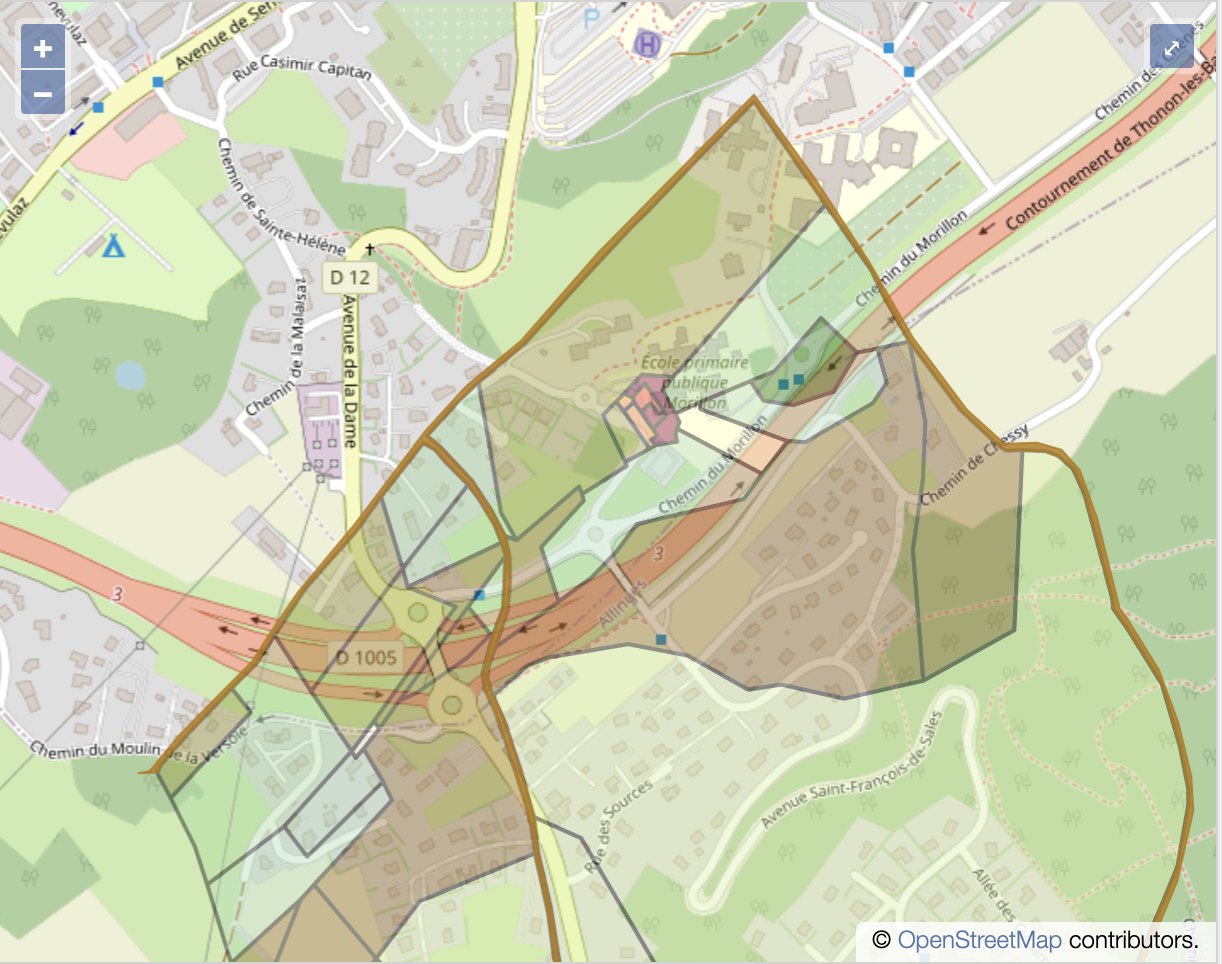 +
−
Avenue de Sen
Rue Casimir Capitan
P
H
Chemin des
Contournement de Thonon-les-Ba
Chemin de Sainte-Hélène
Chemin du Morillon
D 12
Avenue de la Dame
Chemin de la Malaisaz
École primaire
publique
Morillon
Chemin du Morillon
Chemin de Chessy
3
3
Allinges
D 1005
Chemin du Moulin de la Versoie
Rue des Sources
Avenue Saint-François-de-Sales
Allée des
© OpenStreetMap contributors.